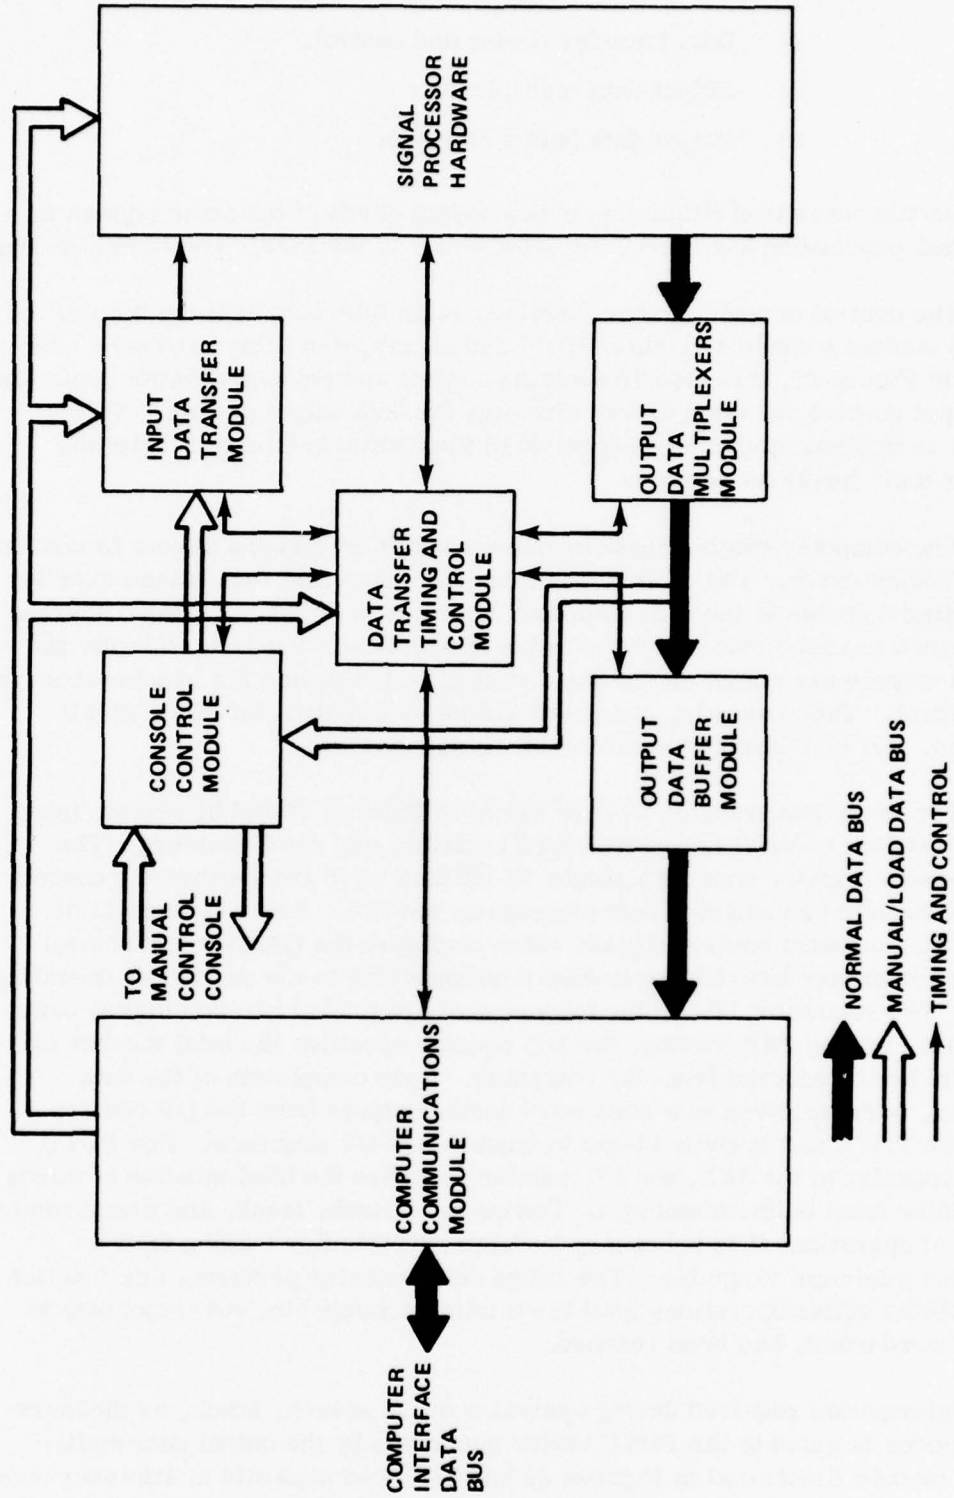 COMPUTER
INTERFACE
DATA
BUS
COMPUTER
COMMUNICATIONS
MODULE
TO
MANUAL
CONTROL
CONSOLE
CONSOLE
CONTROL
MODULE
INPUT
DATA
TRANSFER
MODULE
DATA
TRANSFER
TIMING AND
CONTROL
MODULE
OUTPUT
DATA
BUFFER
MODULE
OUTPUT
DATA
MULTIPLEXERS
MODULE
SIGNAL
PROCESSOR
HARDWARE
NORMAL DATA BUS
MANUAL/LOAD DATA BUS
TIMING AND CONTROL